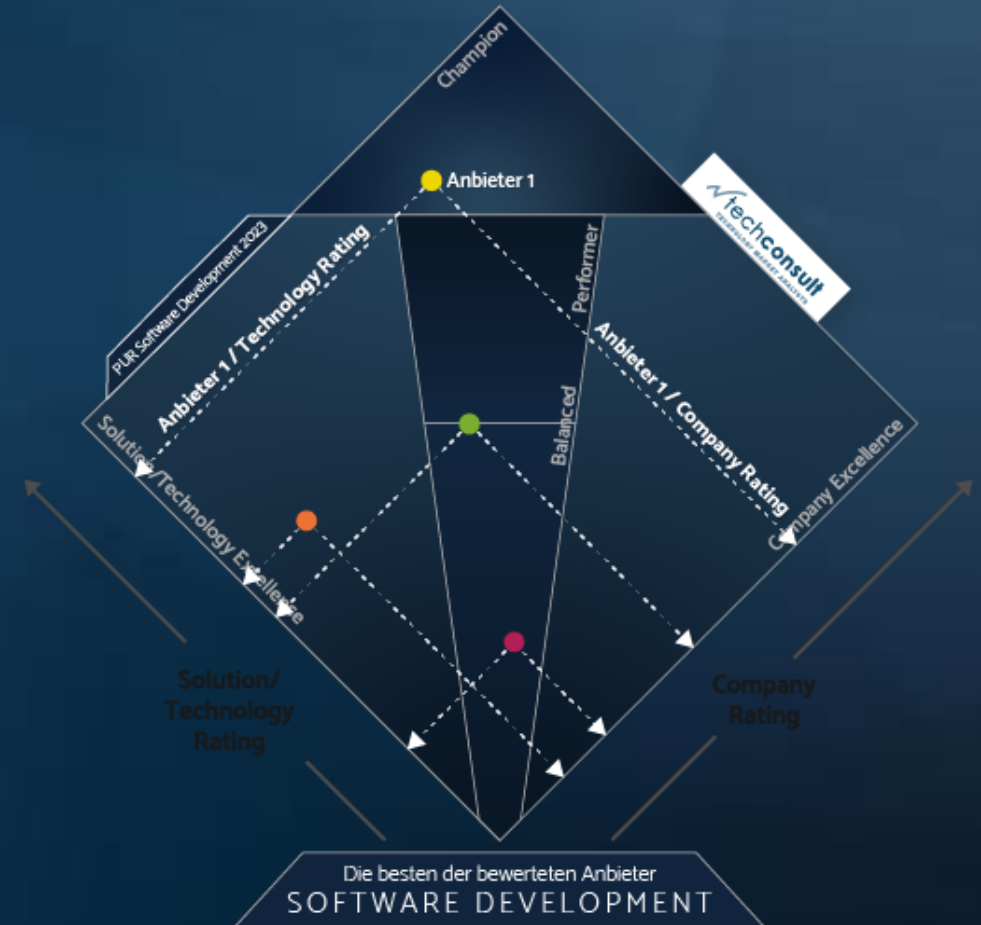 Champion
Anbieter 1
techconsult
TECHNOLOGY MARKET ANALYSTS
PUR Software Development 2023
Anbieter 1 / Technology Rating
Performer
Anbieter 1 / Company Rating
Balanced
Solution/Technology Excellence
Company Excellence
Solution/
Technology
Rating
Company
Rating
Die besten der bewerteten Anbieter
SOFTWARE DEVELOPMENT